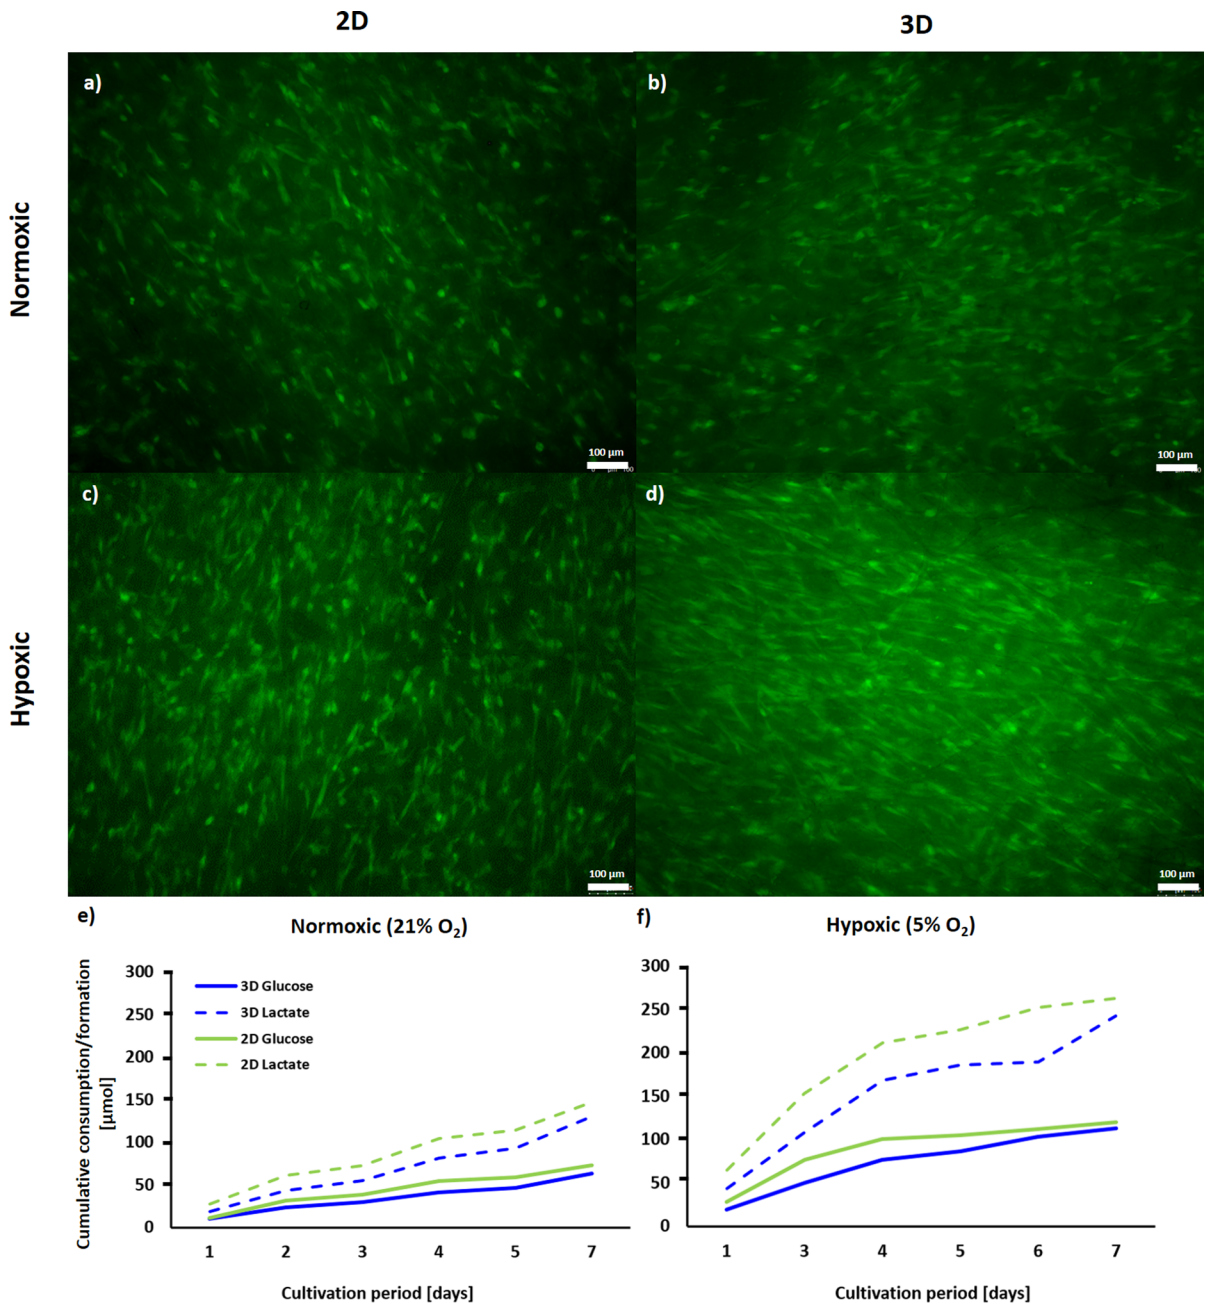 2D
3D
Normoxic
a)
100 µm
b)
100 µm
Hypoxic
c)
100 µm
d)
100 µm
e)
Normoxic (21% O₂)
Cumulative consumption/formation
[µmol]
300
250
200
150
100
50
0
3D Glucose
3D Lactate
2D Glucose
2D Lactate
1 2 3 4 5 7
Cultivation period [days]
f)
Hypoxic (5% O₂)
300
250
200
150
100
50
0
1 3 4 5 6 7
Cultivation period [days]